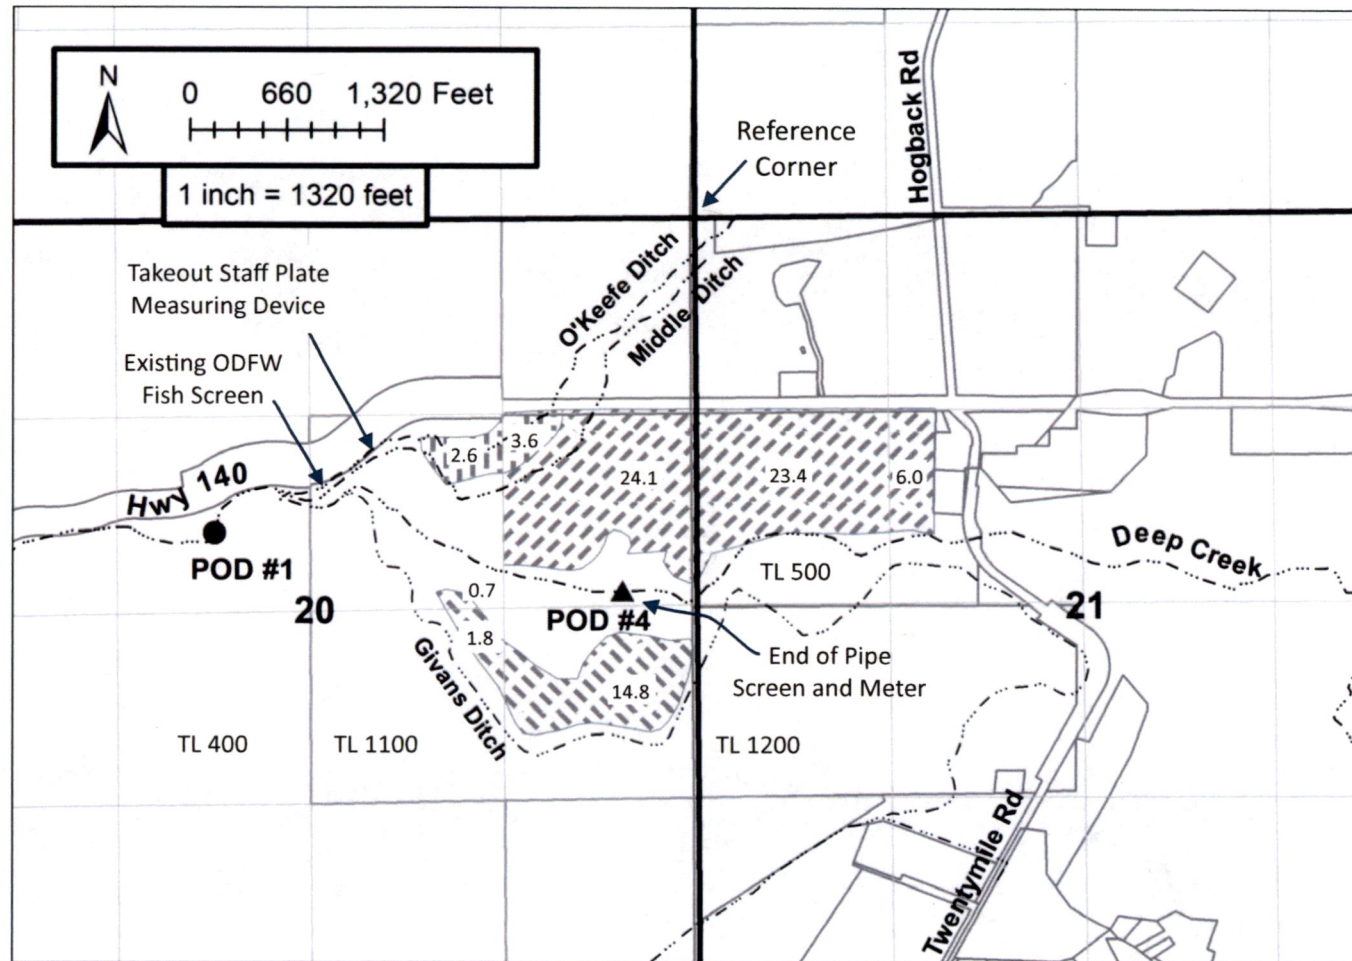 N
0 660 1,320 Feet
1 inch = 1320 feet
Reference
Corner
Hogback Rd
O'Keefe Ditch
Middle Ditch
Takeout Staff Plate
Measuring Device
Existing ODFW
Fish Screen
Hwy 140
2.6
3.6
24.1
23.4
6.0
POD #1
Deep Creek
TL 500
0.7
20
POD #4
21
1.8
End of Pipe
Screen and Meter
14.8
Givans Ditch
TL 400
TL 1100
TL 1200
Twentymile Rd